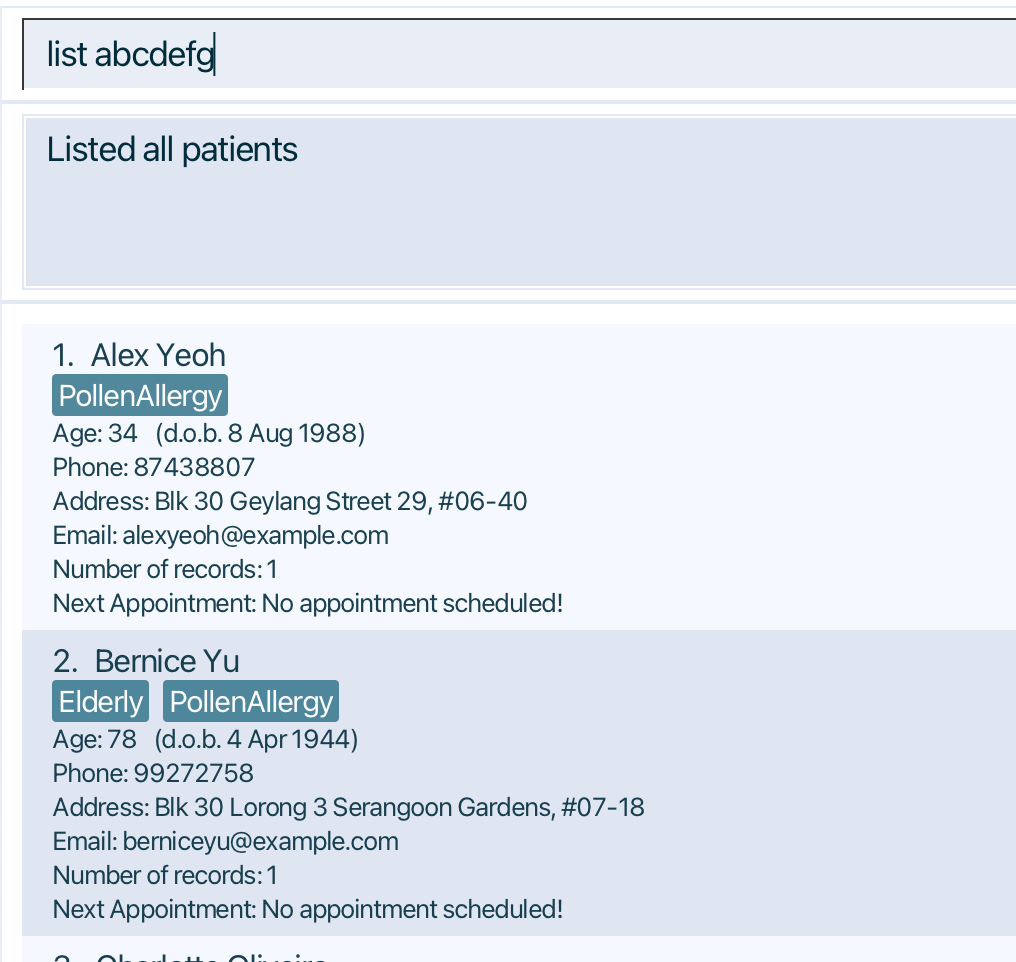 list abcdefg
Listed all patients
1. Alex Yeoh
PollenAllergy
Age: 34 (d.o.b. 8 Aug 1988)
Phone: 87438807
Address: Blk 30 Geylang Street 29, #06-40
Email: alexyeoh@example.com
Number of records: 1
Next Appointment: No appointment scheduled!
2. Bernice Yu
Elderly PollenAllergy
Age: 78 (d.o.b. 4 Apr 1944)
Phone: 99272758
Address: Blk 30 Lorong 3 Serangoon Gardens, #07-18
Email: berniceyu@example.com
Number of records: 1
Next Appointment: No appointment scheduled!